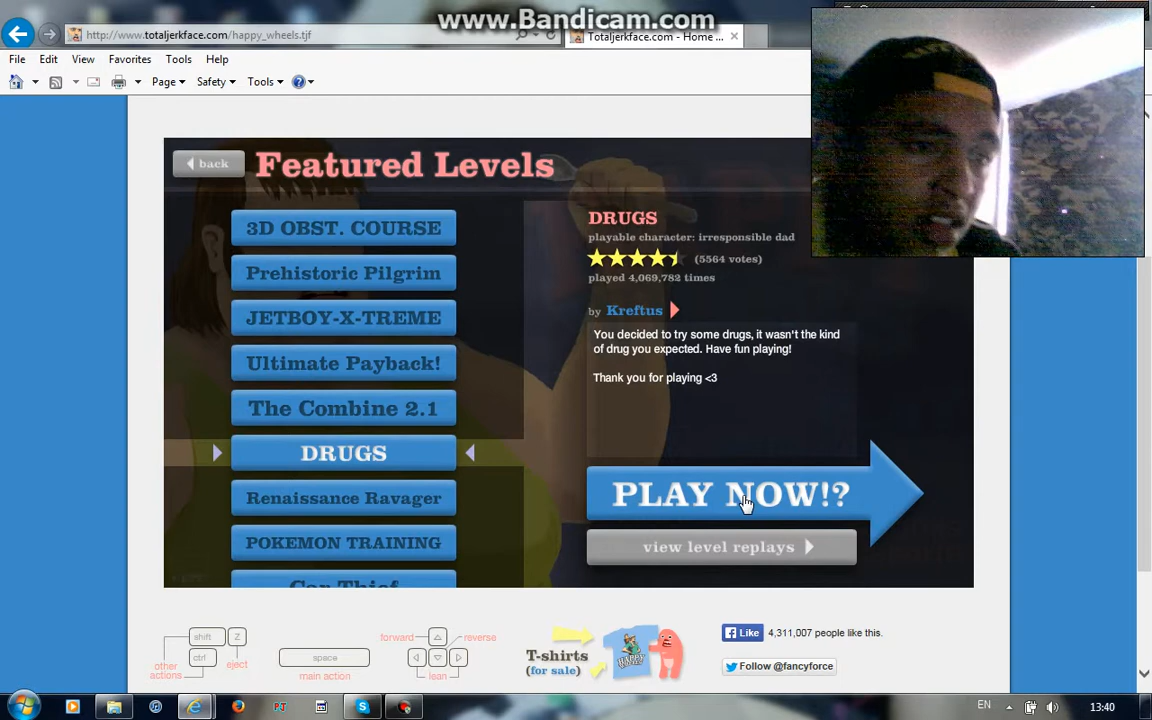 www.Bandicam.com
http://www.totaljerkface.com/happy_wheels.tjf
Totaljerkface.com - Home ...
File Edit View Favorites Tools Help
Page Safety Tools
back
Featured Levels
3D OBST. COURSE
Prehistoric Pilgrim
JETBOY-X-TREME
Ultimate Payback!
The Combine 2.1
DRUGS
Renaissance Ravager
POKEMON TRAINING
Car Thief
DRUGS
playable character: irresponsible dad
(5564 votes)
played 4,069,782 times
by Kreftus
You decided to try some drugs, it wasn't the kind
of drug you expected. Have fun playing!
Thank you for playing <3
PLAY NOW!?
view level replays
shift Z
ctrl
other
actions
eject
space
main action
forward
reverse
lean
T-shirts
(for sale)
HAPPY
Like 4,311,007 people like this.
Follow @fancyforce
EN
13:40